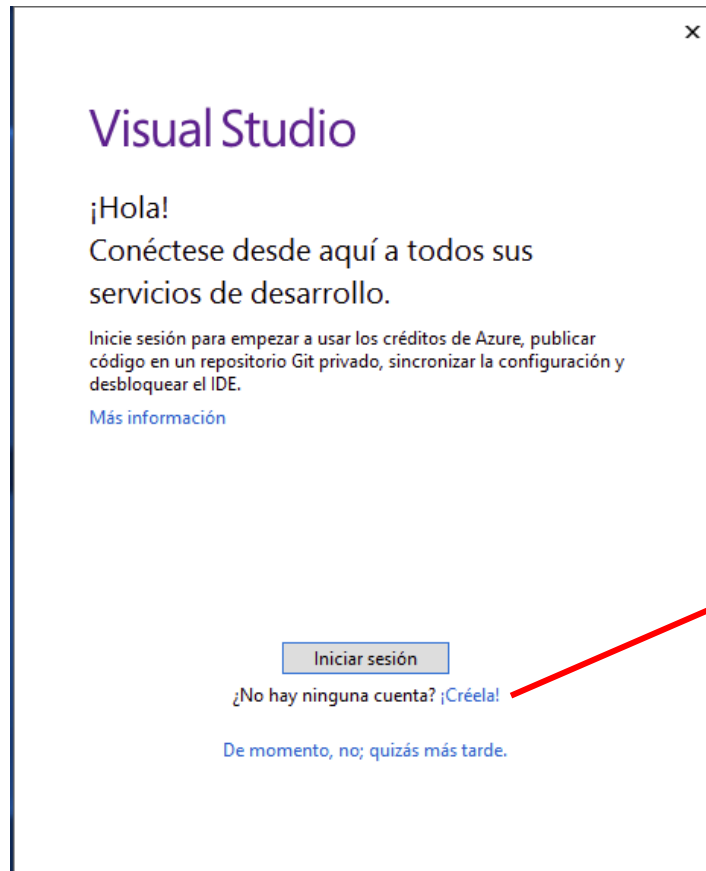 Visual Studio
¡Hola!
Conéctese desde aquí a todos sus
servicios de desarrollo.
Inicie sesión para empezar a usar los créditos de Azure, publicar
código en un repositorio Git privado, sincronizar la configuración y
desbloquear el IDE.
Más información
Iniciar sesión
¿No hay ninguna cuenta? ¡Créela!
De momento, no; quizás más tarde.